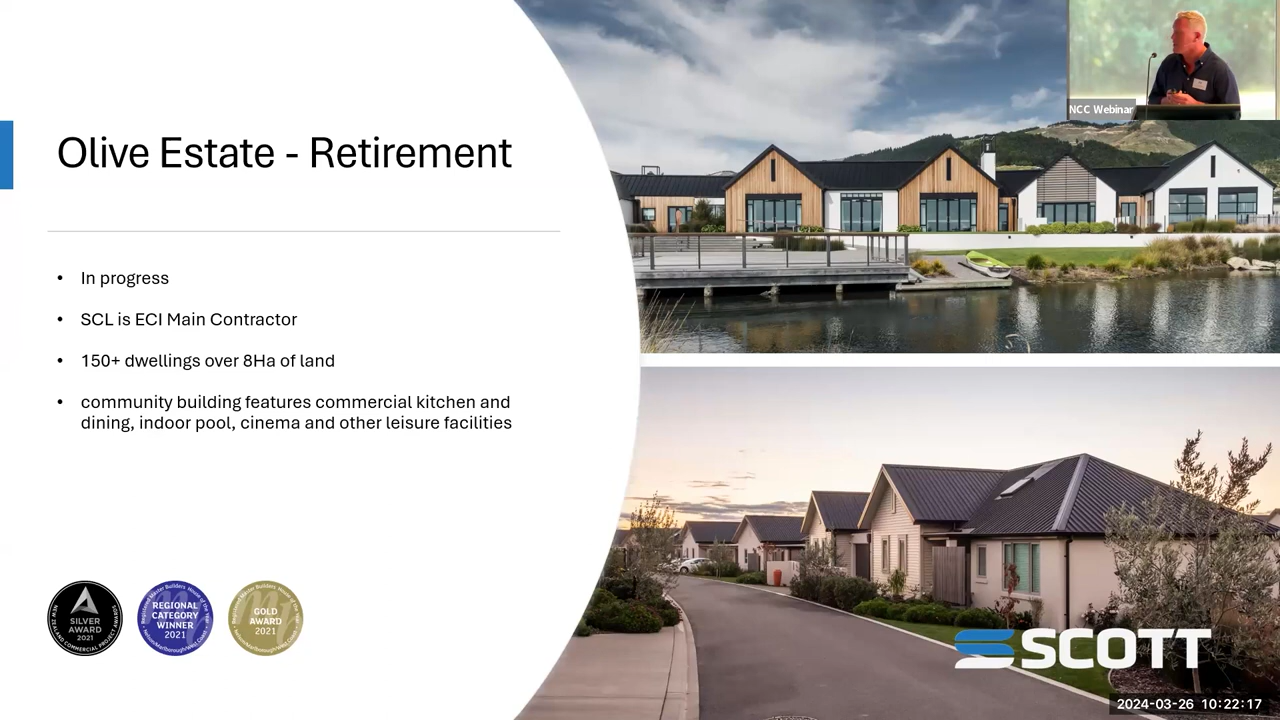 NCC Webinar
Olive Estate - Retirement
• In progress
• SCL is ECI Main Contractor
• 150+ dwellings over 8Ha of land
• community building features commercial kitchen and
dining, indoor pool, cinema and other leisure facilities
SILVER
AWARD
2021
REGIONAL
CATEGORY
WINNER
2021
GOLD
AWARD
2021
SCOTT
2024-03-26 10:22:17